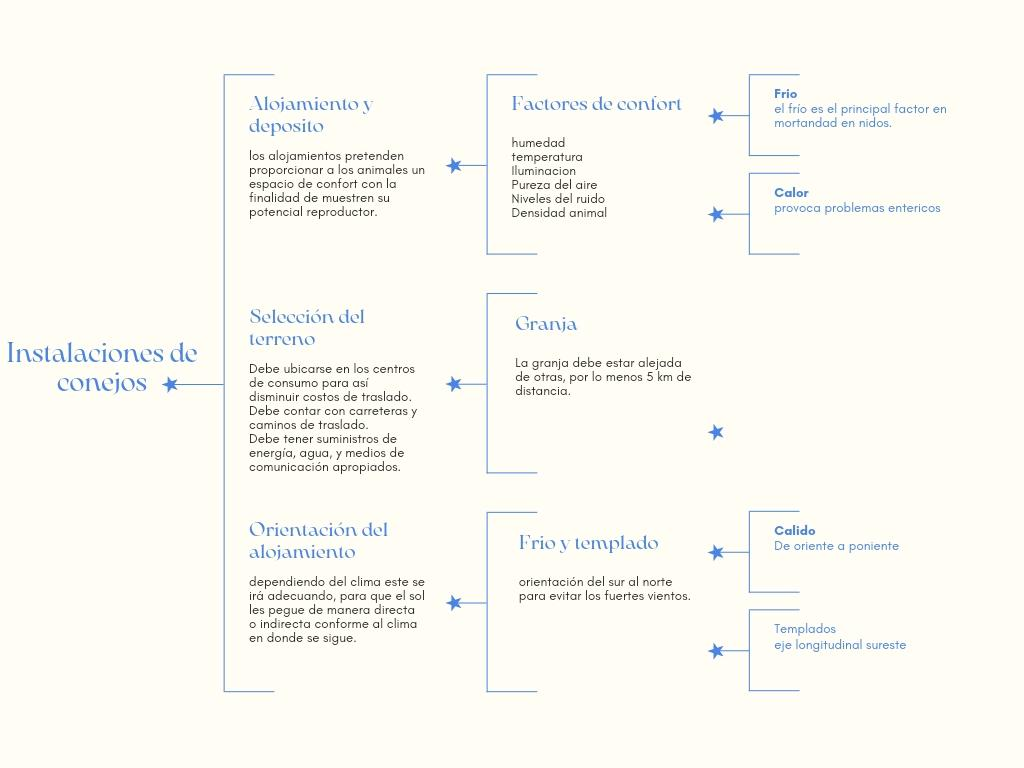 Instalaciones de
conejos
Alojamiento y
deposito
los alojamientos pretenden
proporcionar a los animales un
espacio de confort con la
finalidad de muestren su
potencial reproductor.
Factores de confort
humedad
temperatura
Iluminacion
Pureza del aire
Niveles del ruido
Densidad animal
Frio
el frío es el principal factor en
mortandad en nidos.
Calor
provoca problemas entericos
Selección del
terreno
Debe ubicarse en los centros
de consumo para así
disminuir costos de traslado.
Debe contar con carreteras y
caminos de traslado.
Debe tener suministros de
energía, agua, y medios de
comunicación apropiados.
Granja
La granja debe estar alejada
de otras, por lo menos 5 km de
distancia.
Orientación del
alojamiento
dependiendo del clima este se
irá adecuando, para que el sol
les pegue de manera directa
o indirecta conforme al clima
en donde se sigue.
Frio y templado
orientación del sur al norte
para evitar los fuertes vientos.
Calido
De oriente a poniente
Templados
eje longitudinal sureste